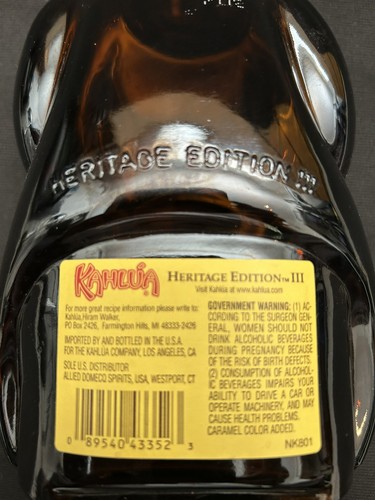 HERITAGE EDITION III
KAHLÚA® HERITAGE EDITION™ III
Visit Kahlúa at www.kahlua.com
For more great recipe information please write to:
Kahlúa,Hiram Walker,
PO Box 2426, Farmington Hills, MI 48333-2426
IMPORTED BY AND BOTTLED IN THE U.S.A.
FOR THE KAHLÚA COMPANY, LOS ANGELES, CA
SOLE U.S. DISTRIBUTOR
ALLIED DOMECQ SPIRITS, USA, WESTPORT, CT
0 89540 43352 3
GOVERNMENT WARNING: (1) AC-
CORDING TO THE SURGEON GEN-
ERAL, WOMEN SHOULD NOT
DRINK ALCOHOLIC BEVERAGES
DURING PREGNANCY BECAUSE
OF THE RISK OF BIRTH DEFECTS.
(2) CONSUMPTION OF ALCOHOL-
IC BEVERAGES IMPAIRS YOUR
ABILITY TO DRIVE A CAR OR
OPERATE MACHINERY, AND MAY
CAUSE HEALTH PROBLEMS.
CARAMEL COLOR ADDED.
NK801